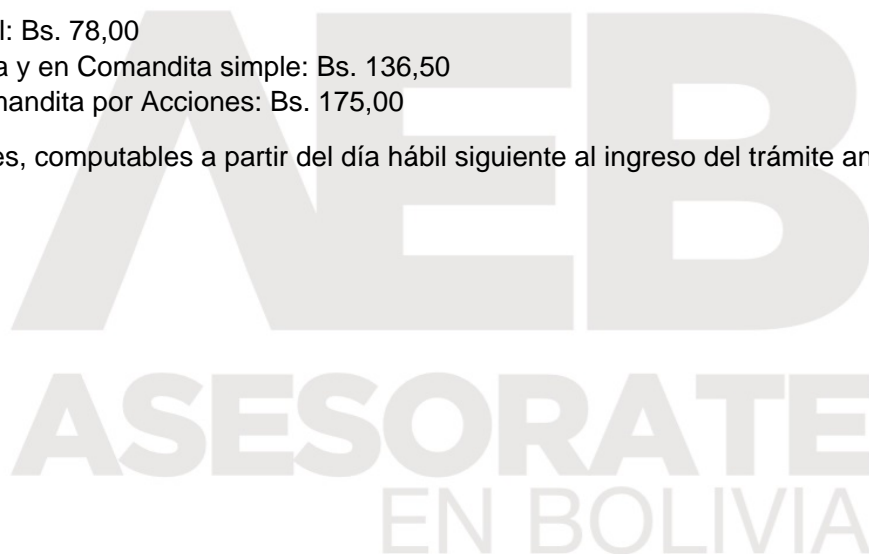 l: Bs. 78,00
a y en Comandita simple: Bs. 136,50
nandita por Acciones: Bs. 175,00
es, computables a partir del día hábil siguiente al ingreso del trámite an
AEB
ASESORATE
EN BOLIVIA